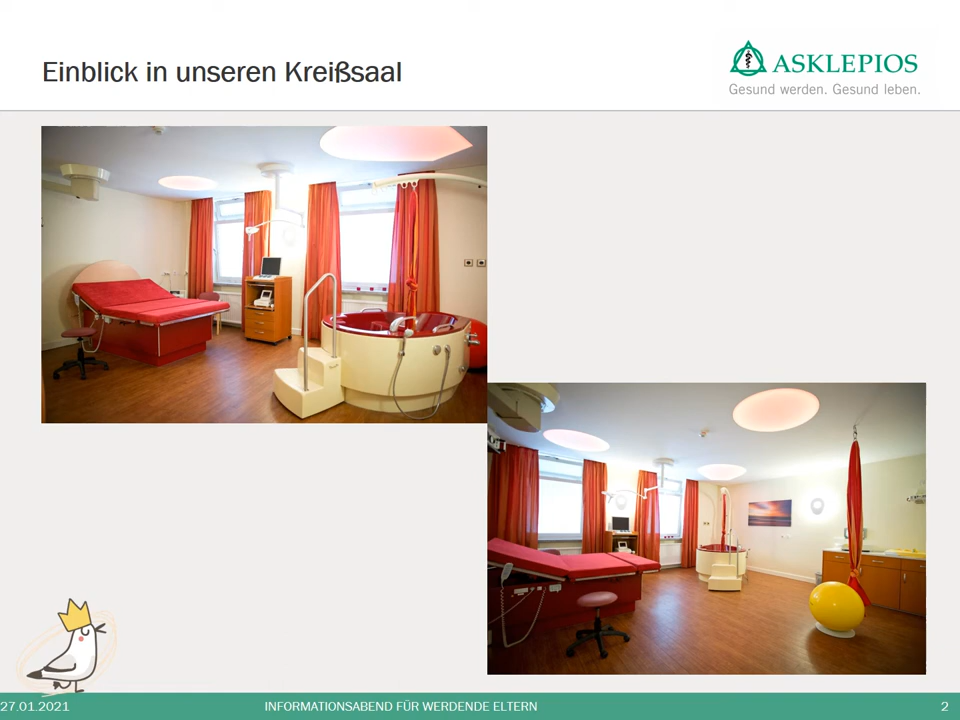 Einblick in unseren Kreißsaal
ASKLEPIOS
Gesund werden. Gesund leben.
27.01.2021
INFORMATIONSABEND FÜR WERDENDE ELTERN
2